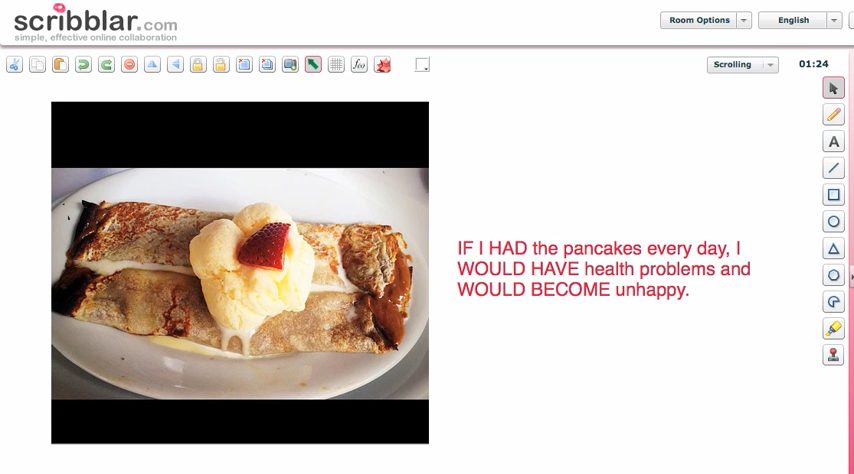 scribblar.com
simple, effective online collaboration
Room Options
English
Scrolling
01:24
f(x)
A
IF I HAD the pancakes every day, I
WOULD HAVE health problems and
WOULD BECOME unhappy.